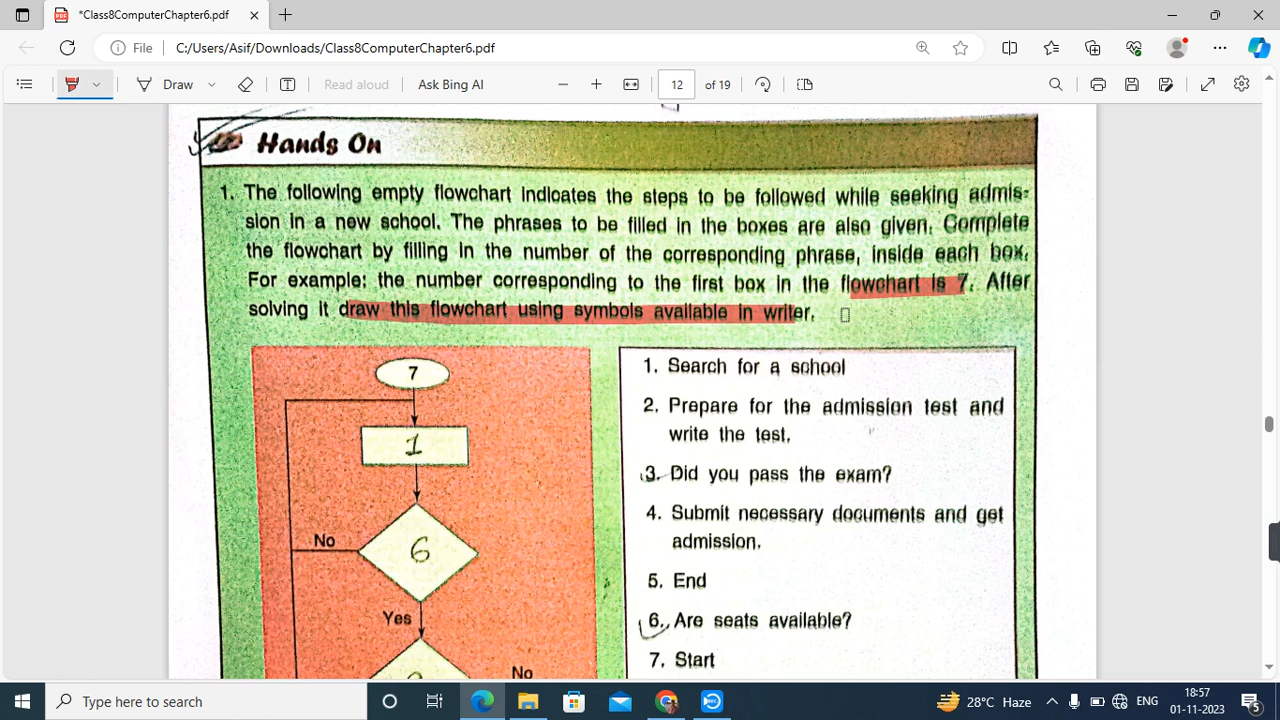 *Class8ComputerChapter6.pdf
File
C:/Users/Asif/Downloads/Class8ComputerChapter6.pdf
Draw
Read aloud
Ask Bing AI
12
of 19
Hands On
1. The following empty flowchart indicates the steps to be followed while seeking admis-
sion in a new school. The phrases to be filled in the boxes are also given. Complete
the flowchart by filling in the number of the corresponding phrase, inside each box.
For example: the number corresponding to the first box in the flowchart is 7. After
solving it draw this flowchart using symbols available in writer.
7
1
No
6
Yes
No
1. Search for a school
2. Prepare for the admission test and
write the test.
3. Did you pass the exam?
4. Submit necessary documents and get
admission.
5. End
6. Are seats available?
7. Start
Type here to search
28°C Haze
ENG
18:57
01-11-2023
5